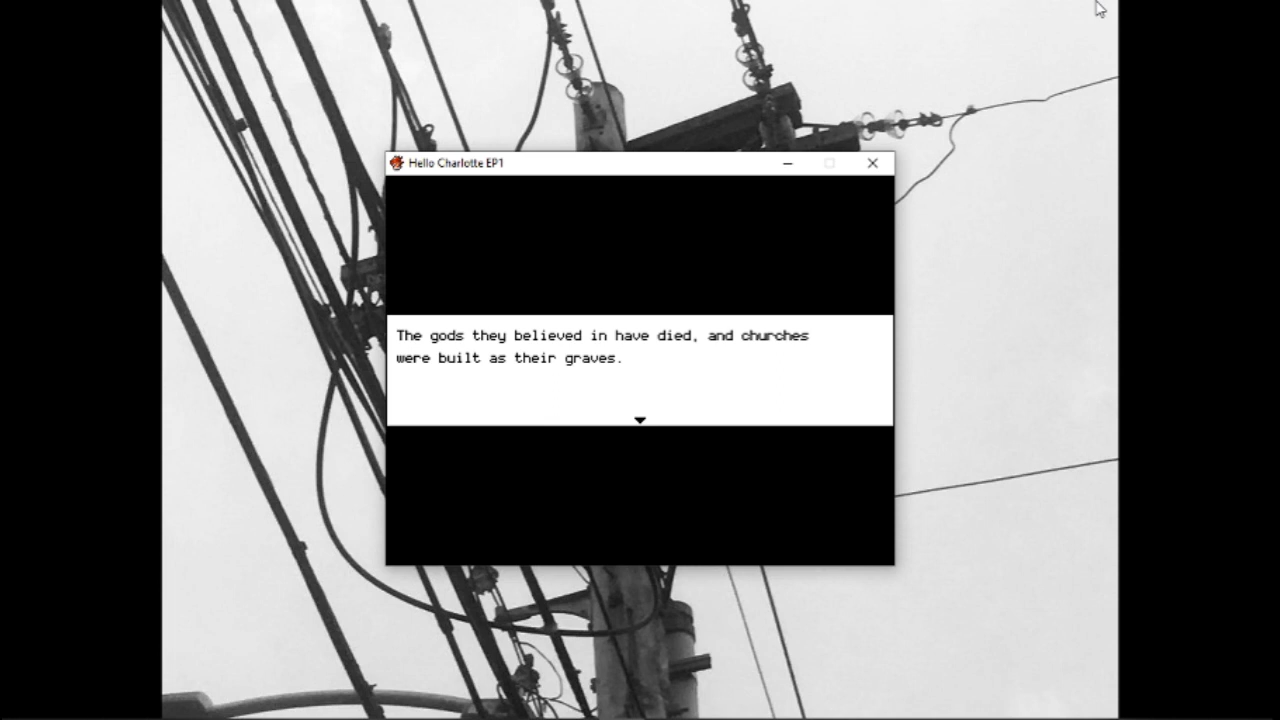 Hello Charlotte EP1
The gods they believed in have died, and churches
were built as their graves.